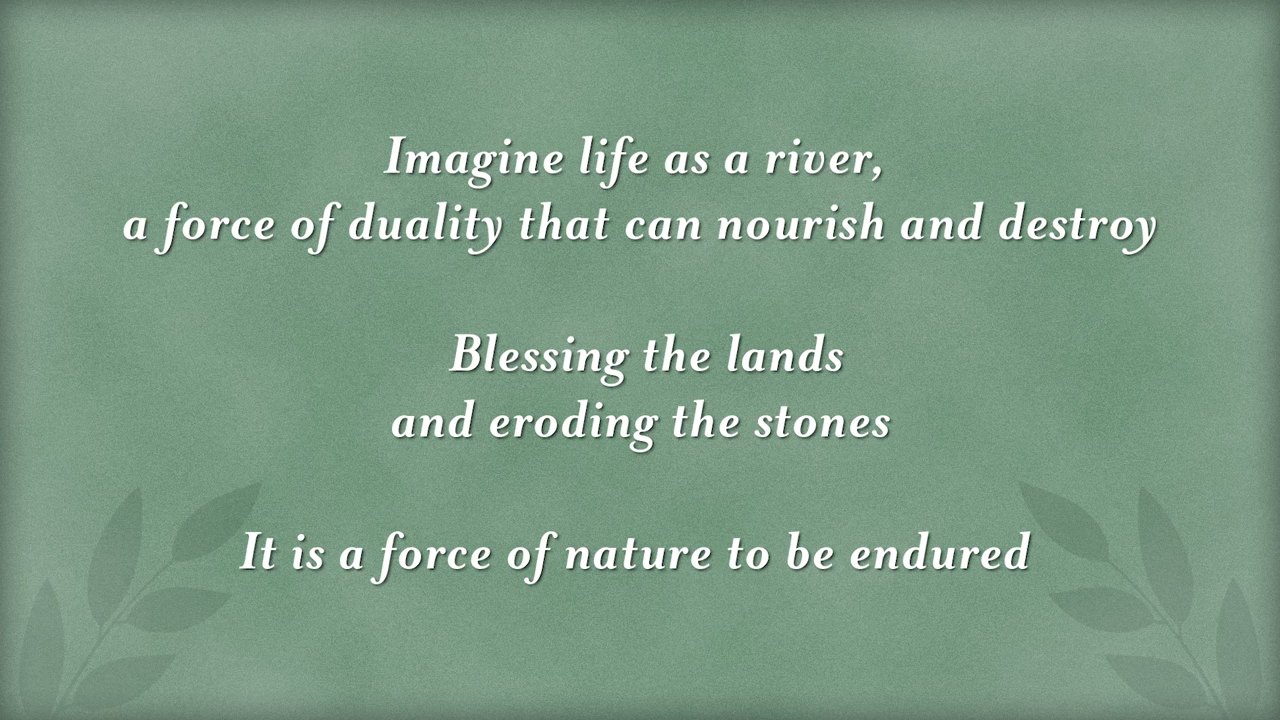 Imagine life as a river,
a force of duality that can nourish and destroy
Blessing the lands
and eroding the stones
It is a force of nature to be endured